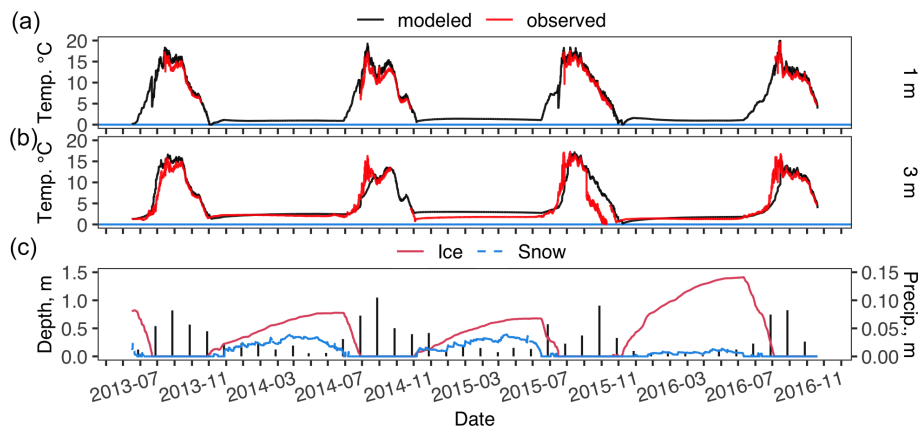 (a)
modeled observed
20
15
10
5
0
Temp. °C
1 m
(b)
20
15
10
5
0
Temp. °C
3 m
(c)
Ice Snow
1.5
1.0
0.5
0.0
Depth, m
0.15
0.10
0.05
0.00
Precip., m
2013-07 2013-11 2014-03 2014-07 2014-11 2015-03 2015-07 2015-11 2016-03 2016-07 2016-11
Date